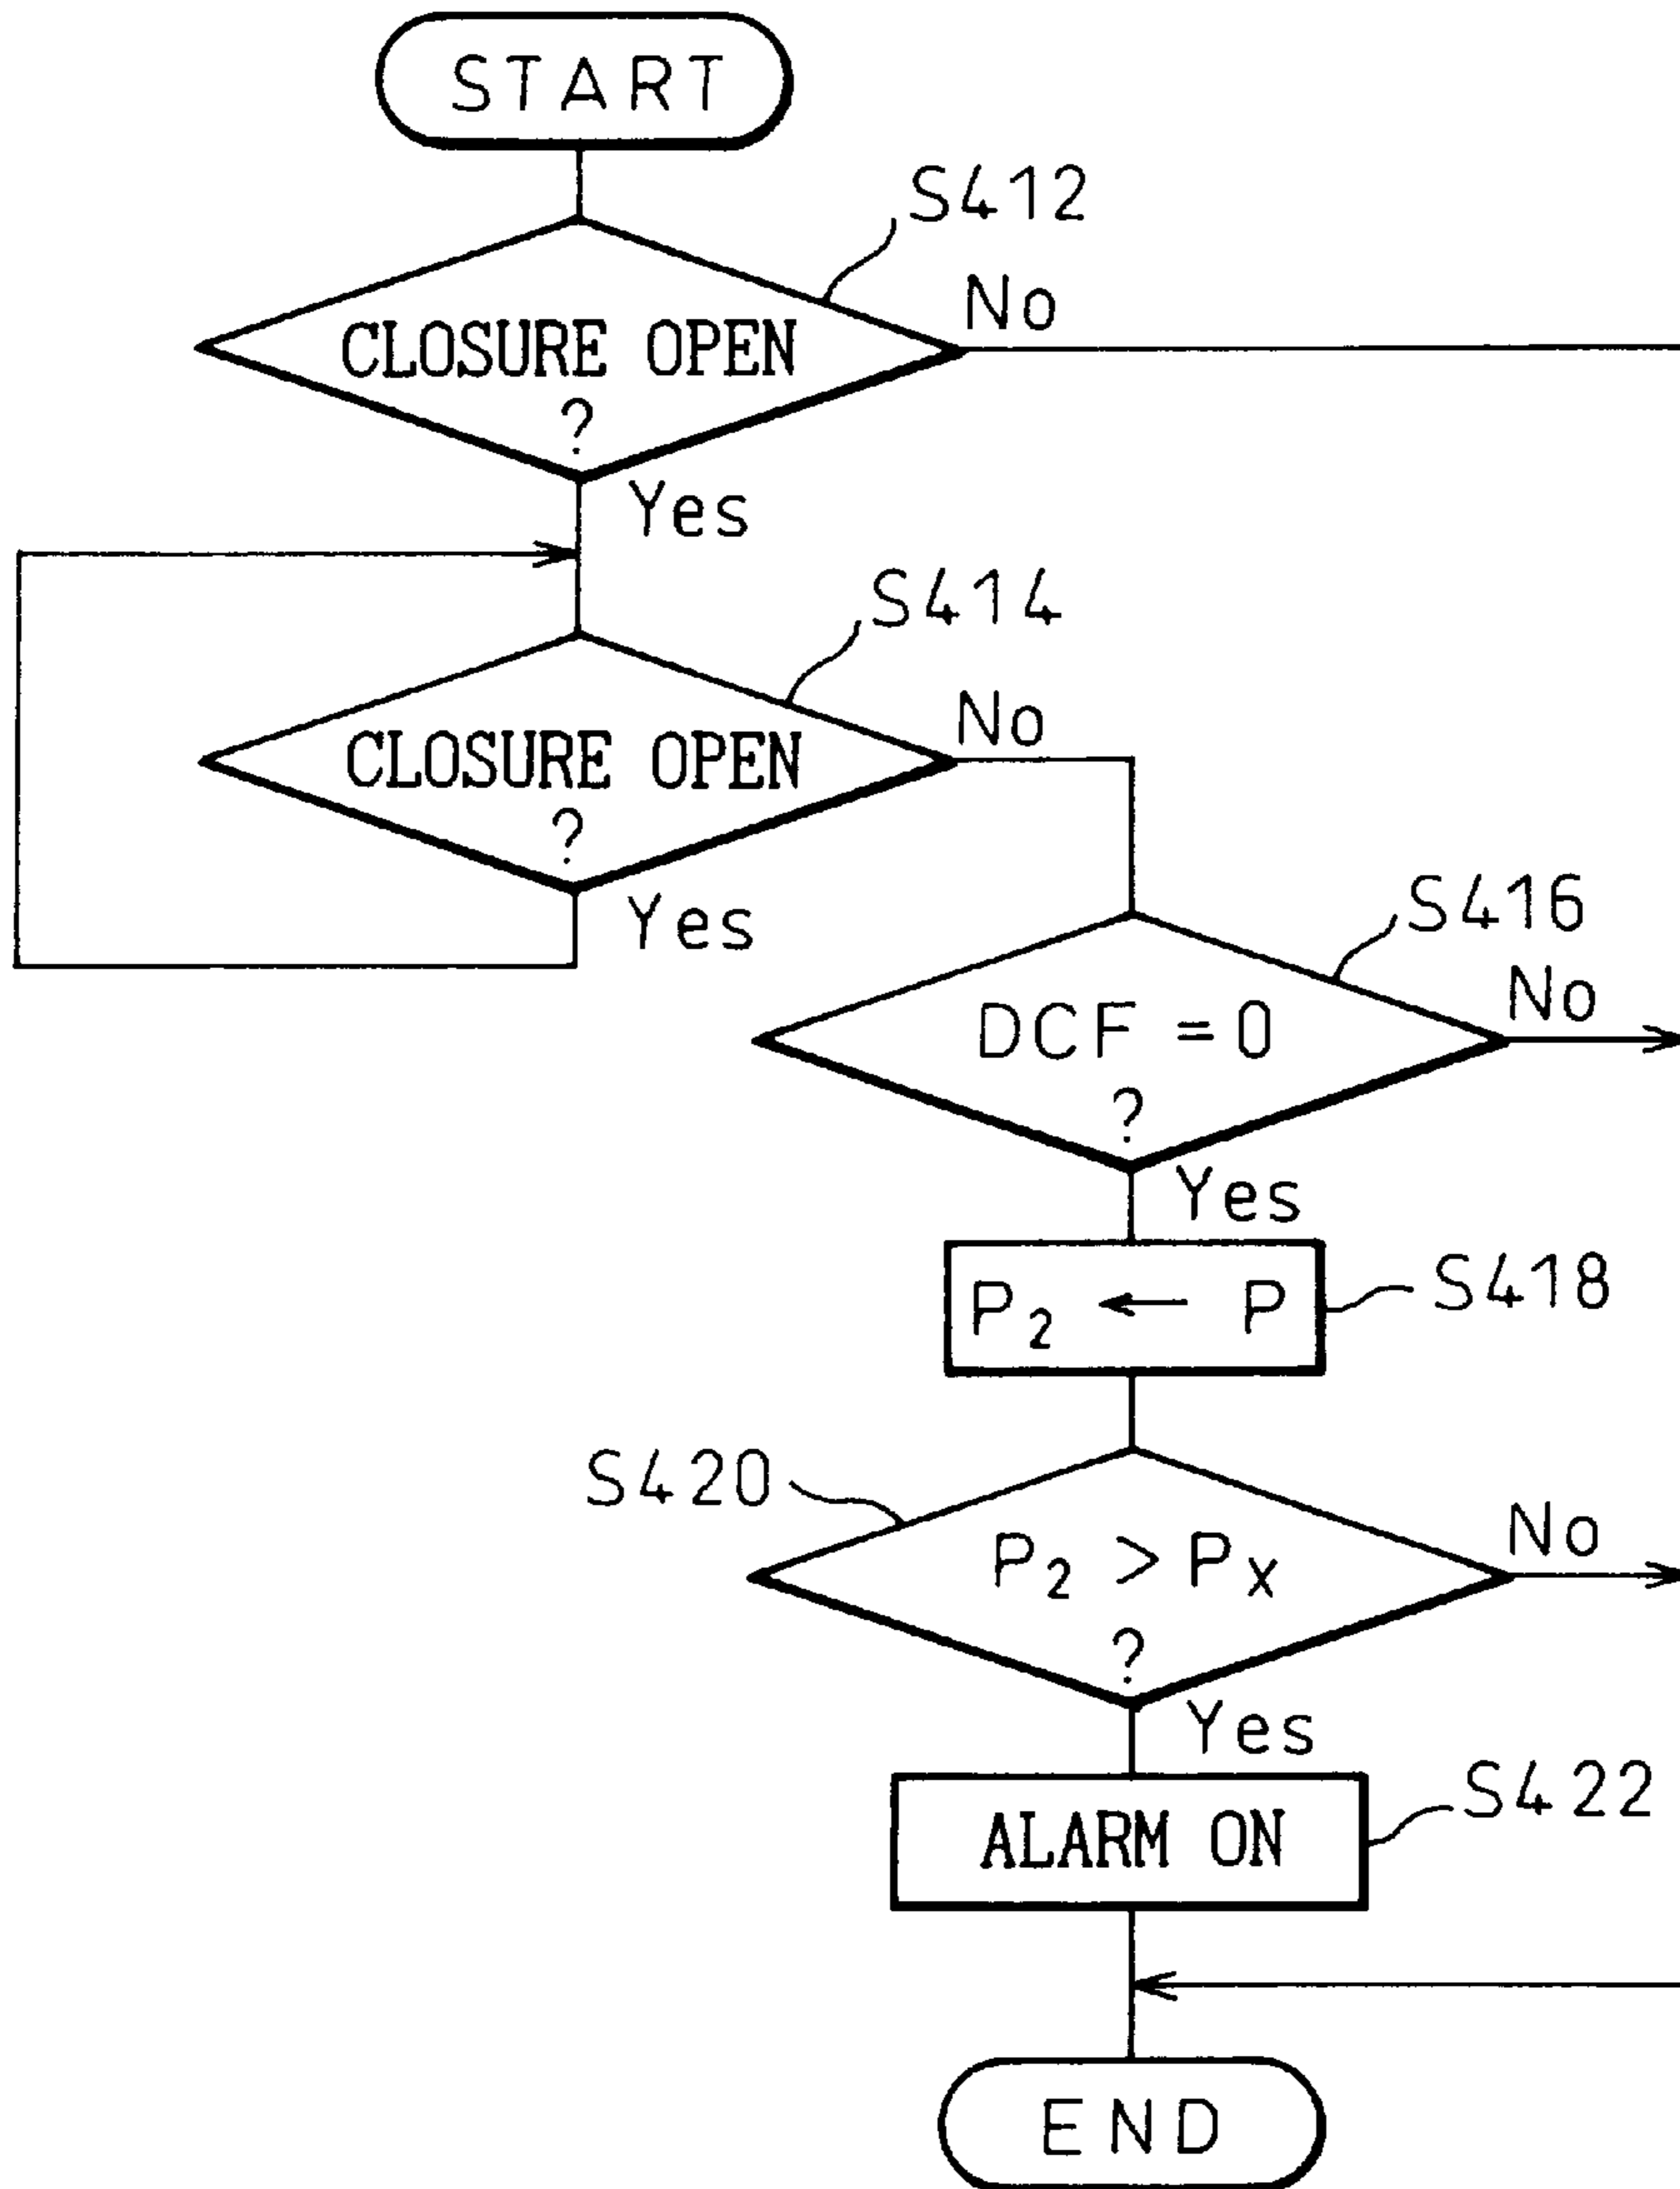 START
S412
No
CLOSURE OPEN
?
Yes
S414
No
CLOSURE OPEN
?
Yes
S416
No
DCF = 0
?
Yes
P₂ ← P
S418
S420
No
P₂ > Pₓ
?
Yes
S422
ALARM ON
END